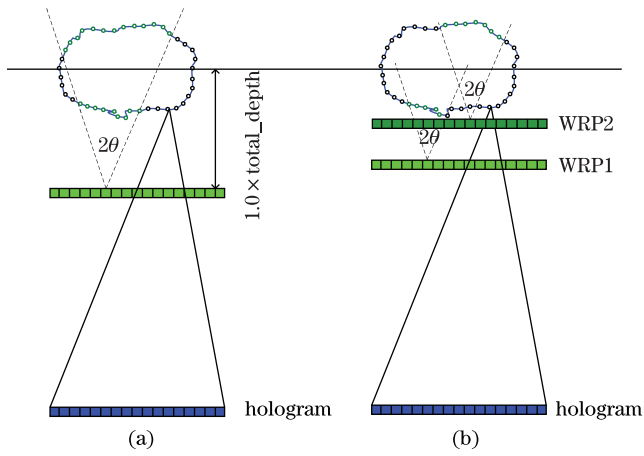 2θ
1.0×total_depth
hologram
(a)
2θ
2θ
WRP2
WRP1
hologram
(b)